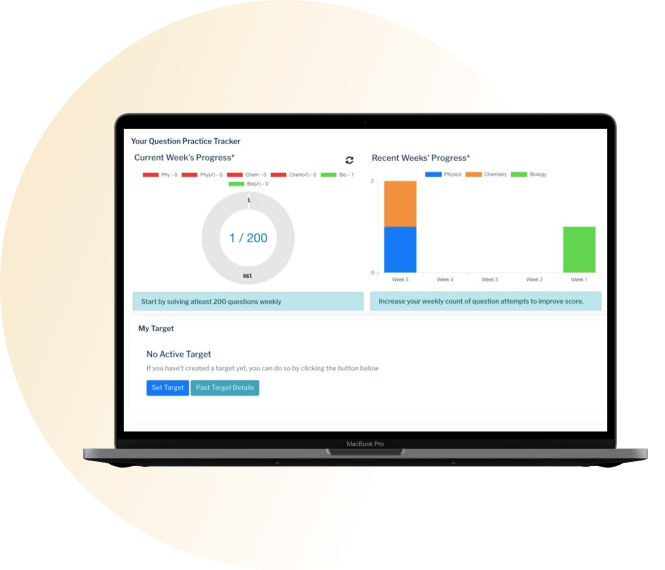 Your Question Practice Tracker
Current Week's Progress*
Phy - 0 Phy(√) - 0 Chem - 0 Chem(√) - 0 Bio - 1
Bio(√) - 0
1
1 / 200
199
Start by solving atleast 200 questions weekly
Recent Weeks' Progress*
Physics Chemistry Biology
2
0
Week 5 Week 4 Week 3 Week 2 Week 1
Increase your weekly count of question attempts to improve score.
My Target
No Active Target
If you have't created a target yet, you can do so by clicking the button below
Set Target Past Target Details
MacBook Pro